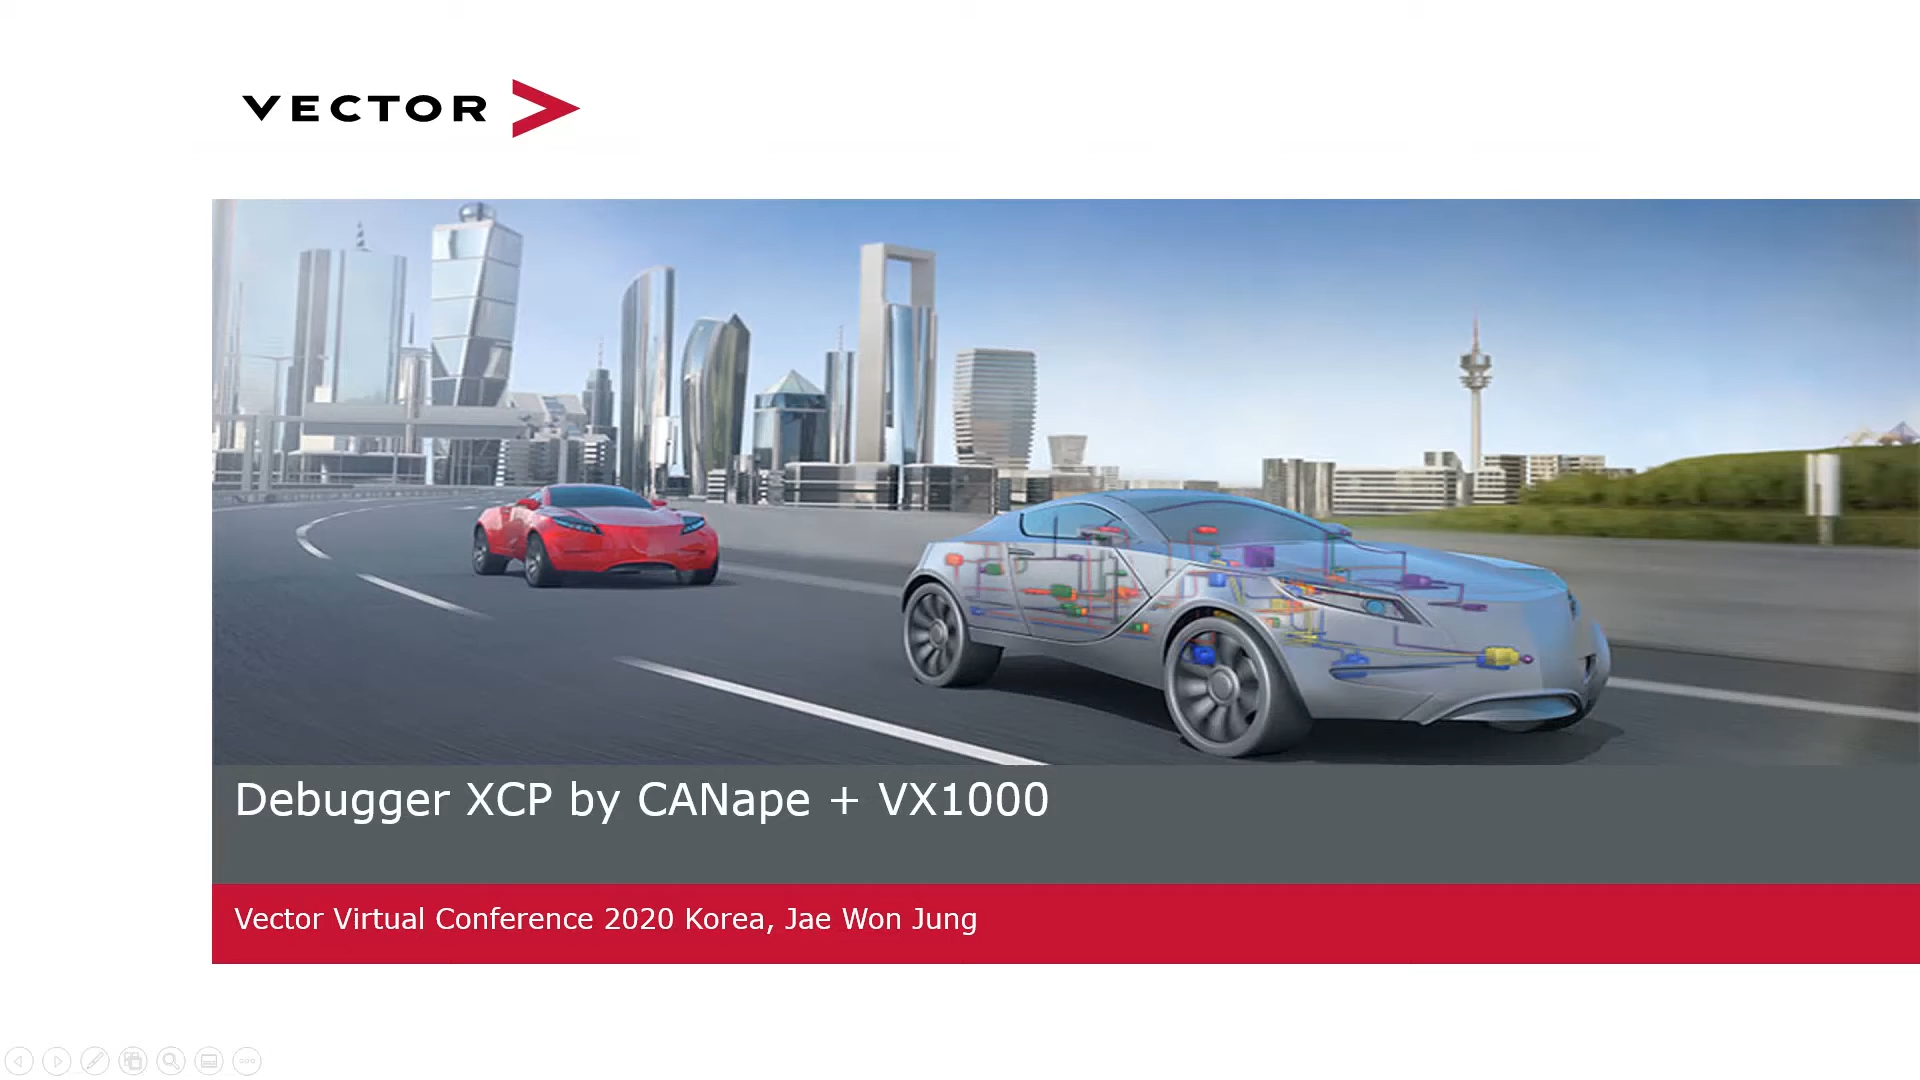 VECTOR
Debugger XCP by CANape + VX1000
Vector Virtual Conference 2020 Korea, Jae Won Jung